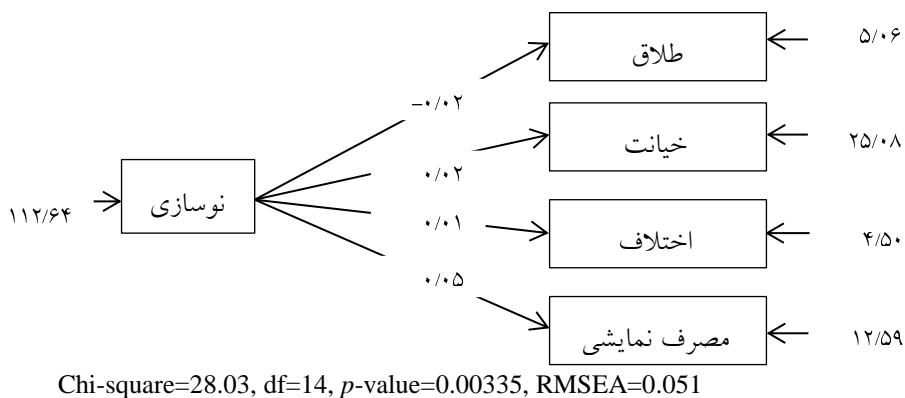 طلاق
۵/۰۶
-۰/۰۲
خیانت
۲۵/۰۸
۰/۰۲
نوسازی
۱۱۲/۶۴
۰/۰۱
اختلاف
۴/۵۰
۰/۰۵
مصرف نمایشی
۱۲/۵۹
Chi-square=28.03, df=14, p-value=0.00335, RMSEA=0.051